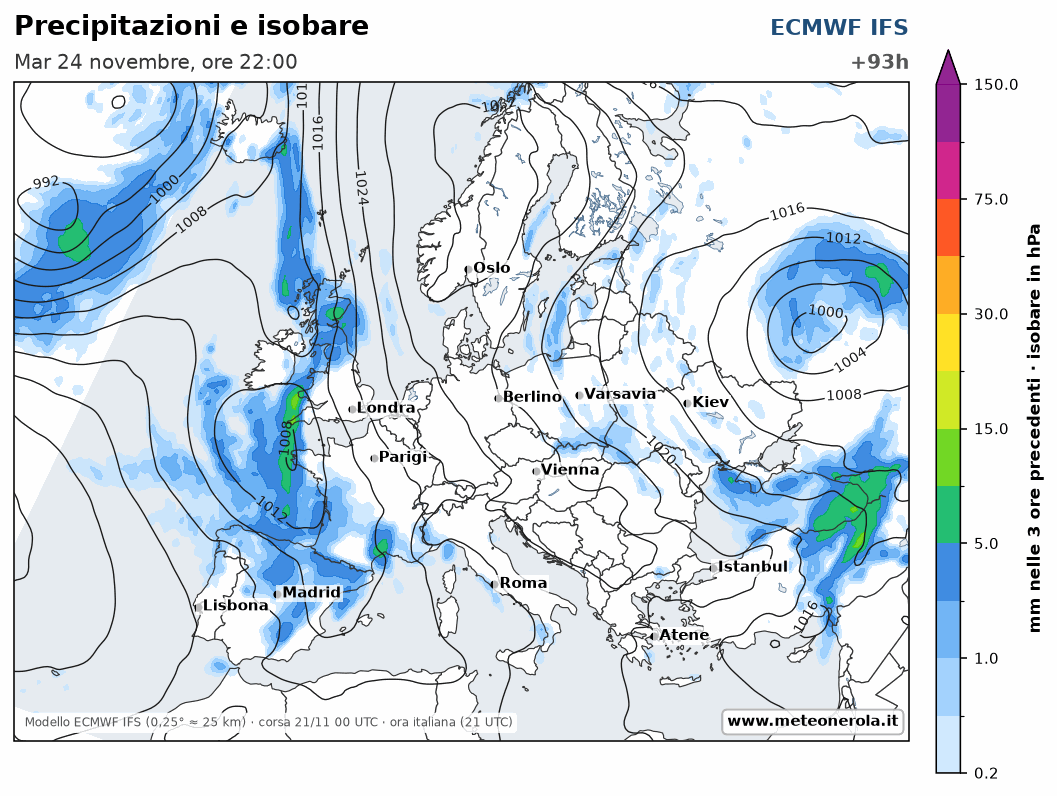 Precipitazioni e isobare
ECMWF IFS
Mar 24 novembre, ore 22:00
+93h
150.0
75.0
30.0
15.0
5.0
1.0
0.2
mm nelle 3 ore precedenti · isobare in hPa
1016
1024
992
1000
1008
1016
1012
1000
1004
1008
1008
1012
1020
1016
Oslo
Berlino
Varsavia
Kiev
Londra
Parigi
Vienna
Istanbul
Roma
Madrid
Lisbona
Atene
Modello ECMWF IFS (0,25° ≈ 25 km) · corsa 21/11 00 UTC · ora italiana (21 UTC)
www.meteonerola.it